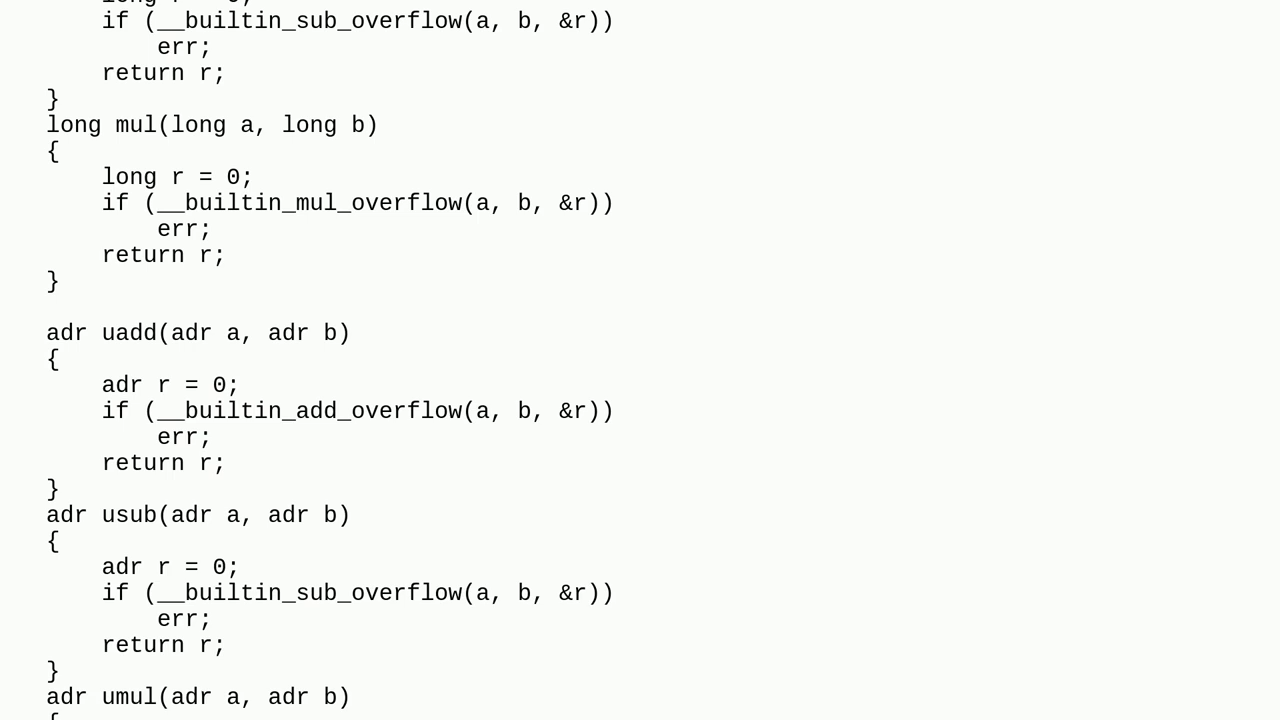 long r = 0;
    if (__builtin_sub_overflow(a, b, &r))
        err;
    return r;
}
long mul(long a, long b)
{
    long r = 0;
    if (__builtin_mul_overflow(a, b, &r))
        err;
    return r;
}

adr uadd(adr a, adr b)
{
    adr r = 0;
    if (__builtin_add_overflow(a, b, &r))
        err;
    return r;
}
adr usub(adr a, adr b)
{
    adr r = 0;
    if (__builtin_sub_overflow(a, b, &r))
        err;
    return r;
}
adr umul(adr a, adr b)
{